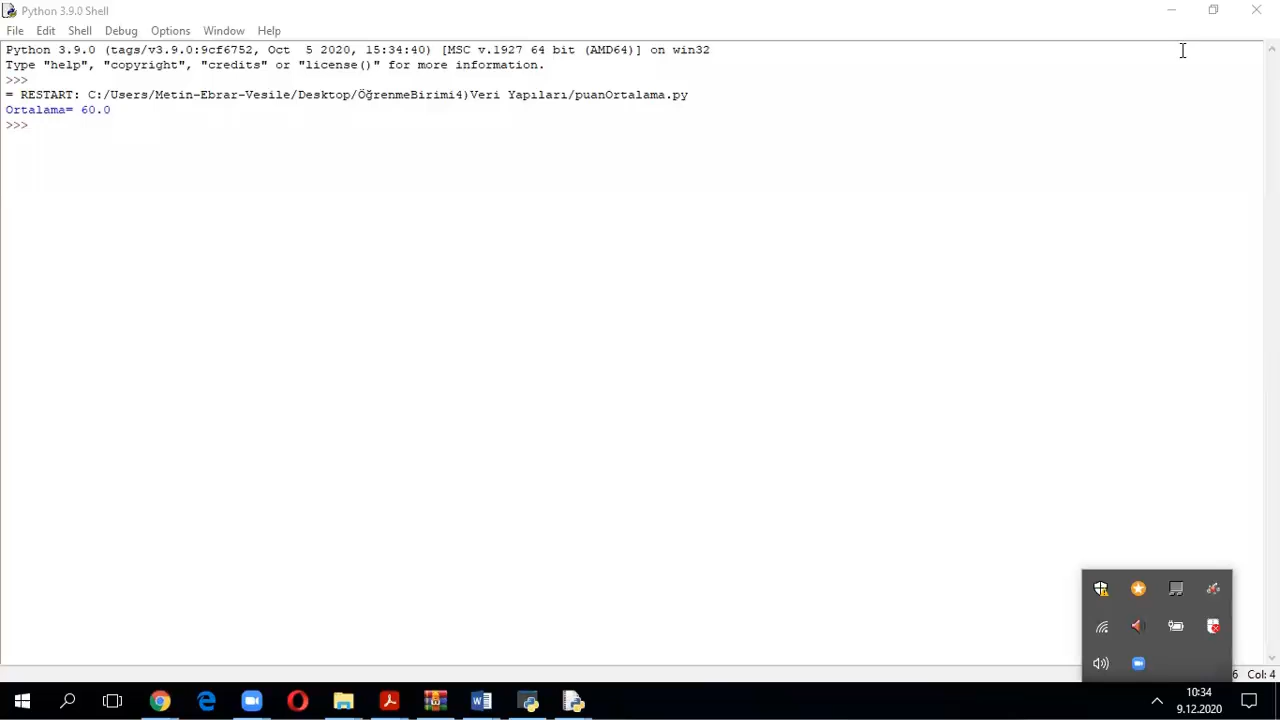 Python 3.9.0 Shell
File Edit Shell Debug Options Window Help
Python 3.9.0 (tags/v3.9.0:9cf6752, Oct  5 2020, 15:34:40) [MSC v.1927 64 bit (AMD64)] on win32
Type "help", "copyright", "credits" or "license()" for more information.
>>>
= RESTART: C:/Users/Metin-Ebrar-Vesile/Desktop/ÖğrenmeBirimi4)Veri Yapıları/puanOrtalama.py
Ortalama= 60.0
>>>
6 Col: 4
10:34
9.12.2020